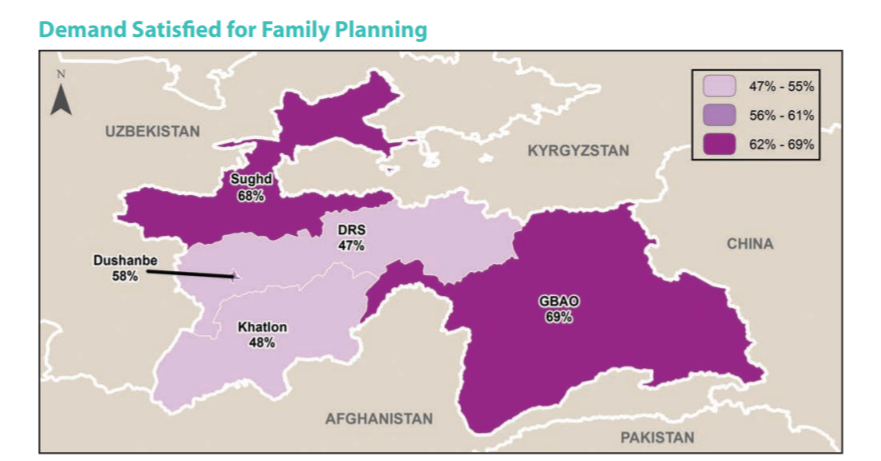 Demand Satisfied for Family Planning
N
47% - 55%
56% - 61%
62% - 69%
UZBEKISTAN
KYRGYZSTAN
Sughd
68%
DRS
47%
CHINA
Dushanbe
58%
GBAO
69%
Khatlon
48%
AFGHANISTAN
PAKISTAN